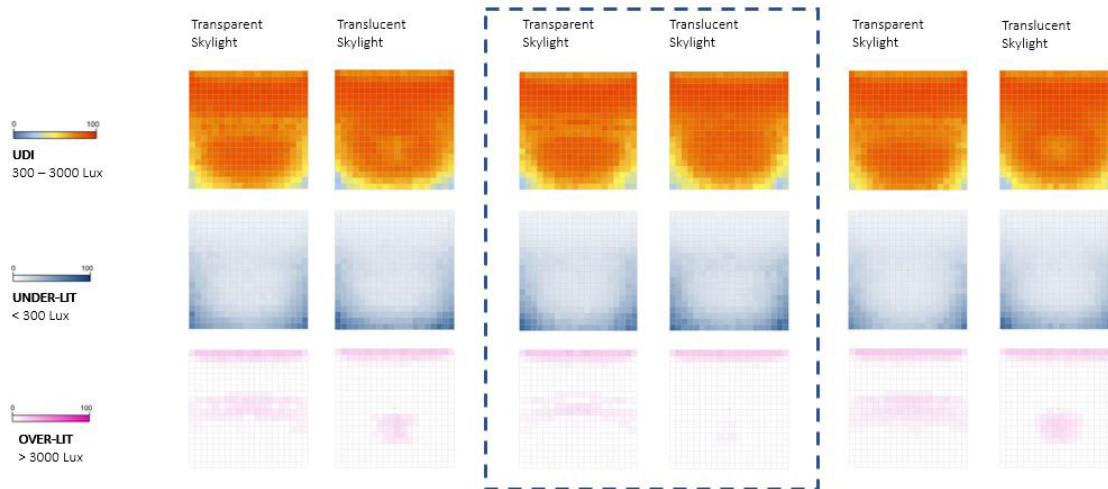 Transparent
Skylight
Translucent
Skylight
Transparent
Skylight
Translucent
Skylight
Transparent
Skylight
Translucent
Skylight
0 100
UDI
300 – 3000 Lux
0 100
UNDER-LIT
< 300 Lux
0 100
OVER-LIT
> 3000 Lux